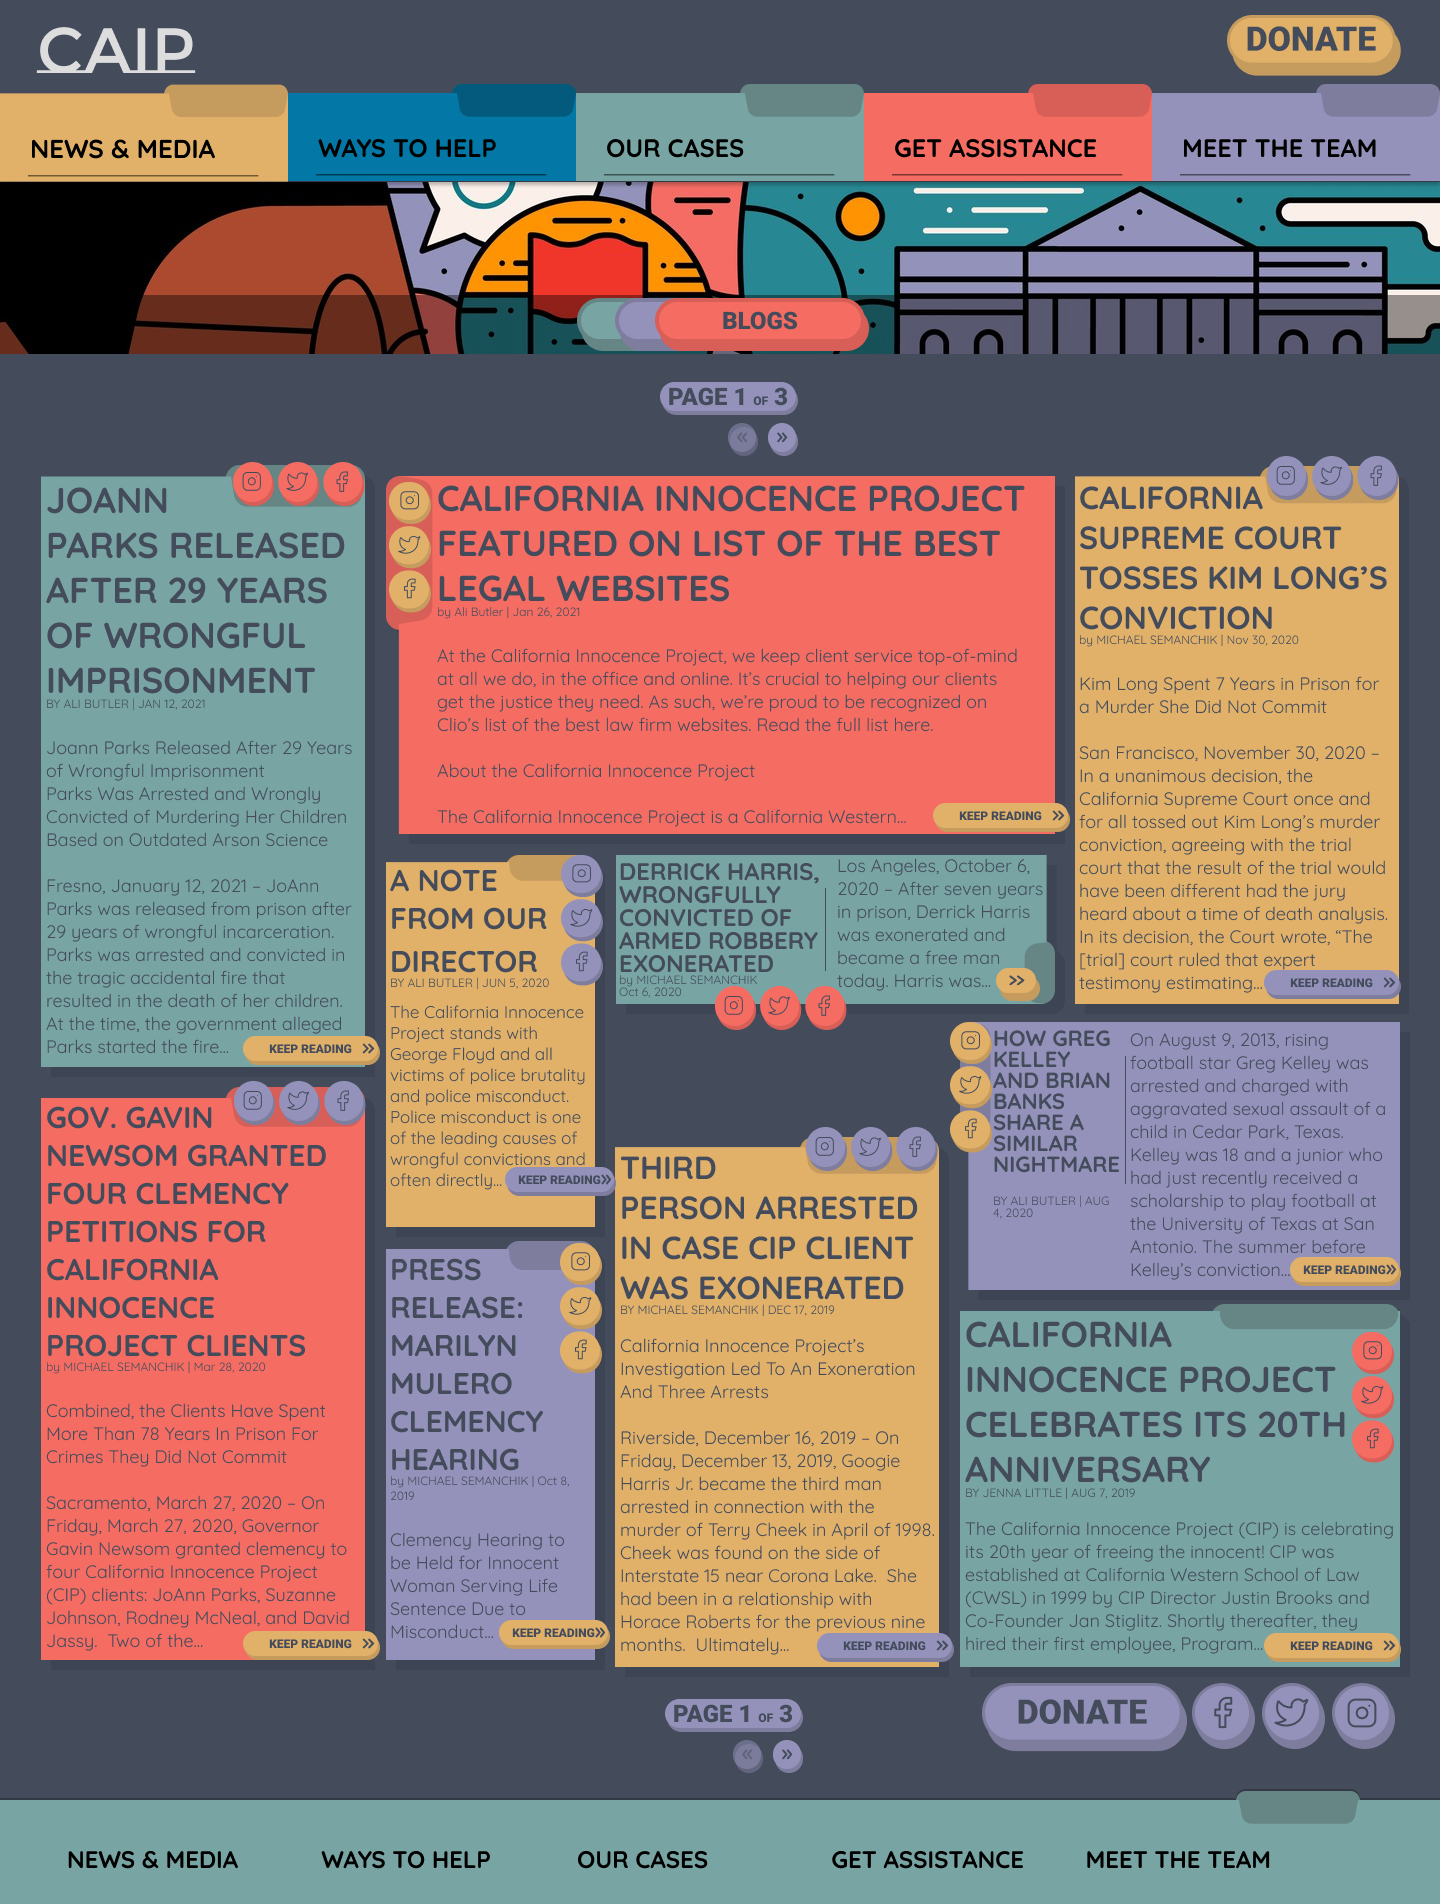 CAIP
DONATE
NEWS & MEDIA
WAYS TO HELP
OUR CASES
GET ASSISTANCE
MEET THE TEAM
BLOGS
PAGE 1 OF 3
«
»
JOANN
PARKS RELEASED
AFTER 29 YEARS
OF WRONGFUL
IMPRISONMENT
BY ALI BUTLER | JAN 12, 2021
Joann Parks Released After 29 Years
of Wrongful Imprisonment
Parks Was Arrested and Wrongly
Convicted of Murdering Her Children
Based on Outdated Arson Science
Fresno, January 12, 2021 – JoAnn
Parks was released from prison after
29 years of wrongful incarceration.
Parks was arrested and convicted in
the tragic accidental fire that
resulted in the death of her children.
At the time, the government alleged
Parks started the fire...
KEEP READING »
CALIFORNIA INNOCENCE PROJECT
FEATURED ON LIST OF THE BEST
LEGAL WEBSITES
by Ali Butler | Jan 26, 2021
At the California Innocence Project, we keep client service top-of-mind
at all we do, in the office and online. It’s crucial to helping our clients
get the justice they need. As such, we’re proud to be recognized on
Clio’s list of the best law firm websites. Read the full list here.
About the California Innocence Project
The California Innocence Project is a California Western...
KEEP READING »
CALIFORNIA
SUPREME COURT
TOSSES KIM LONG’S
CONVICTION
by MICHAEL SEMANCHIK | Nov 30, 2020
Kim Long Spent 7 Years in Prison for
a Murder She Did Not Commit
San Francisco, November 30, 2020 –
In a unanimous decision, the
California Supreme Court once and
for all tossed out Kim Long’s murder
conviction, agreeing with the trial
court that the result of the trial would
have been different had the jury
heard about a time of death analysis.
In its decision, the Court wrote, “The
[trial] court ruled that expert
testimony estimating...
KEEP READING »
A NOTE
FROM OUR
DIRECTOR
BY ALI BUTLER | JUN 5, 2020
The California Innocence
Project stands with
George Floyd and all
victims of police brutality
and police misconduct.
Police misconduct is one
of the leading causes of
wrongful convictions and
often directly...
KEEP READING»
DERRICK HARRIS,
WRONGFULLY
CONVICTED OF
ARMED ROBBERY
EXONERATED
by MICHAEL SEMANCHIK
Oct 6, 2020
Los Angeles, October 6,
2020 – After seven years
in prison, Derrick Harris
was exonerated and
became a free man
today. Harris was...
»
HOW GREG
KELLEY
AND BRIAN
BANKS
SHARE A
SIMILAR
NIGHTMARE
BY ALI BUTLER | AUG
4, 2020
On August 9, 2013, rising
football star Greg Kelley was
arrested and charged with
aggravated sexual assault of a
child in Cedar Park, Texas.
Kelley was 18 and a junior who
had just recently received a
scholarship to play football at
the University of Texas at San
Antonio. The summer before
Kelley’s conviction...
KEEP READING»
GOV. GAVIN
NEWSOM GRANTED
FOUR CLEMENCY
PETITIONS FOR
CALIFORNIA
INNOCENCE
PROJECT CLIENTS
by MICHAEL SEMANCHIK | Mar 28, 2020
Combined, the Clients Have Spent
More Than 78 Years In Prison For
Crimes They Did Not Commit
Sacramento, March 27, 2020 – On
Friday, March 27, 2020, Governor
Gavin Newsom granted clemency to
four California Innocence Project
(CIP) clients: JoAnn Parks, Suzanne
Johnson, Rodney McNeal, and David
Jassy.  Two of the...
KEEP READING »
PRESS
RELEASE:
MARILYN
MULERO
CLEMENCY
HEARING
by MICHAEL SEMANCHIK | Oct 8,
2019
Clemency Hearing to
be Held for Innocent
Woman Serving Life
Sentence Due to
Misconduct...
KEEP READING»
THIRD
PERSON ARRESTED
IN CASE CIP CLIENT
WAS EXONERATED
BY MICHAEL SEMANCHIK | DEC 17, 2019
California Innocence Project’s
Investigation Led To An Exoneration
And Three Arrests
Riverside, December 16, 2019 – On
Friday, December 13, 2019, Googie
Harris Jr. became the third man
arrested in connection with the
murder of Terry Cheek in April of 1998.
Cheek was found on the side of
Interstate 15 near Corona Lake.  She
had been in a relationship with
Horace Roberts for the previous nine
months.  Ultimately...
KEEP READING »
CALIFORNIA
INNOCENCE PROJECT
CELEBRATES ITS 20TH
ANNIVERSARY
BY JENNA LITTLE | AUG 7, 2019
The California Innocence Project (CIP) is celebrating
its 20th year of freeing the innocent! CIP was
established at California Western School of Law
(CWSL) in 1999 by CIP Director Justin Brooks and
Co-Founder Jan Stiglitz. Shortly thereafter, they
hired their first employee, Program...
KEEP READING »
PAGE 1 OF 3
«
»
DONATE
NEWS & MEDIA
WAYS TO HELP
OUR CASES
GET ASSISTANCE
MEET THE TEAM